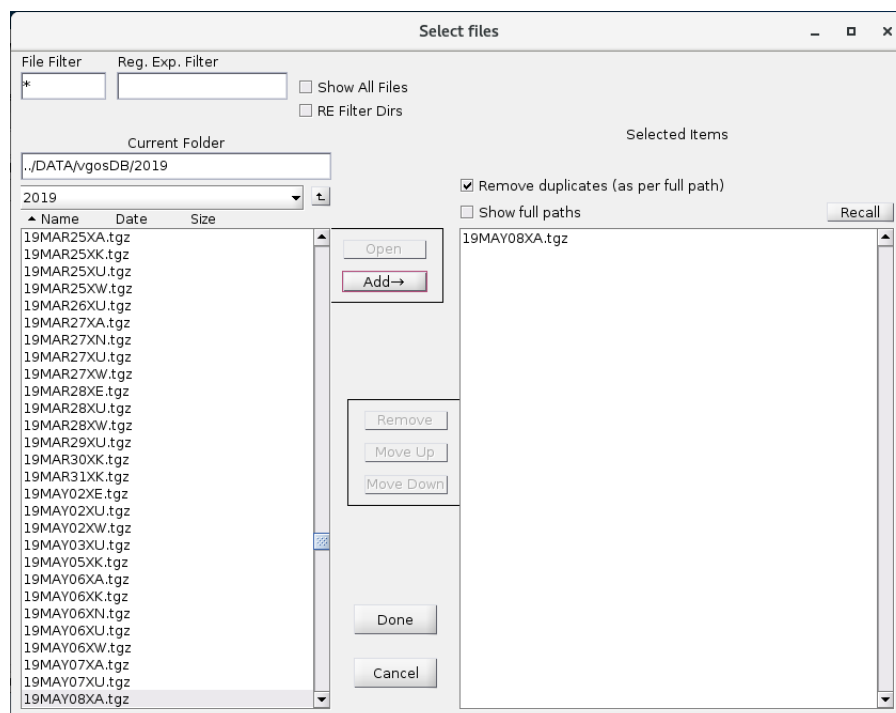 Select files
File Filter
Reg. Exp. Filter
*
Show All Files
RE Filter Dirs
Current Folder
../DATA/vgosDB/2019
2019
Name Date Size
19MAR25XA.tgz
19MAR25XK.tgz
19MAR25XU.tgz
19MAR25XW.tgz
19MAR26XU.tgz
19MAR27XA.tgz
19MAR27XN.tgz
19MAR27XU.tgz
19MAR27XW.tgz
19MAR28XE.tgz
19MAR28XU.tgz
19MAR28XW.tgz
19MAR29XU.tgz
19MAR30XK.tgz
19MAR31XK.tgz
19MAY02XE.tgz
19MAY02XU.tgz
19MAY02XW.tgz
19MAY03XU.tgz
19MAY05XK.tgz
19MAY06XA.tgz
19MAY06XK.tgz
19MAY06XN.tgz
19MAY06XU.tgz
19MAY06XW.tgz
19MAY07XA.tgz
19MAY07XU.tgz
19MAY08XA.tgz
Open
Add→
Remove
Move Up
Move Down
Done
Cancel
Selected Items
Remove duplicates (as per full path)
Show full paths
Recall
19MAY08XA.tgz